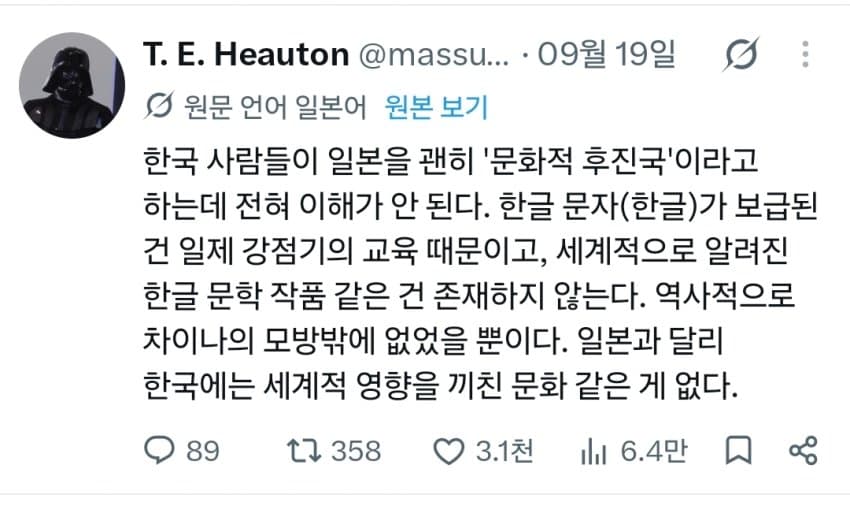 T. E. Heauton @massu... · 09월 19일
원문 언어 일본어 원본 보기
한국 사람들이 일본을 괜히 '문화적 후진국'이라고
하는데 전혀 이해가 안 된다. 한글 문자(한글)가 보급된
건 일제 강점기의 교육 때문이고, 세계적으로 알려진
한글 문학 작품 같은 건 존재하지 않는다. 역사적으로
차이나의 모방밖에 없었을 뿐이다. 일본과 달리
한국에는 세계적 영향을 끼친 문화 같은 게 없다.
89 358 3.1천 6.4만